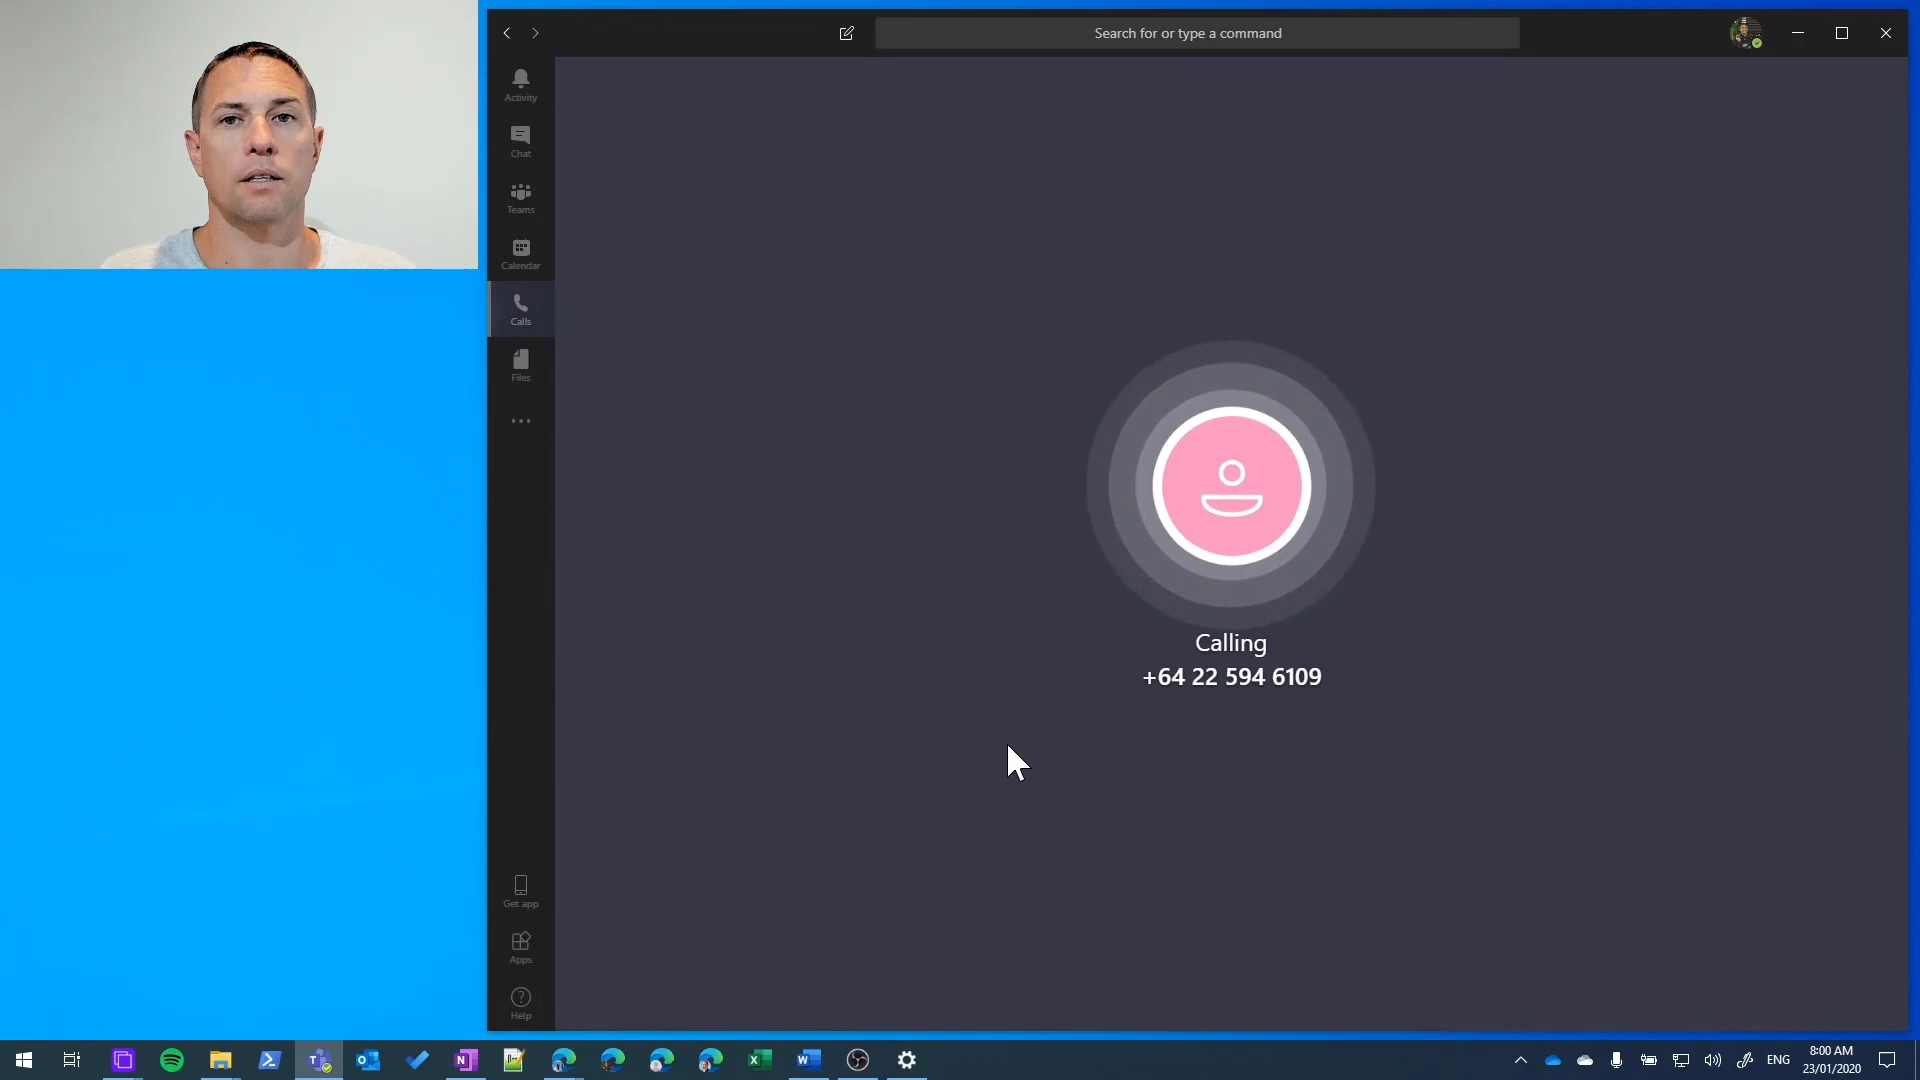 Search for or type a command
Activity
Chat
Teams
Calendar
Calls
Files
Calling
+64 22 594 6109
Get app
Apps
Help
ENG
8:00 AM
23/01/2020